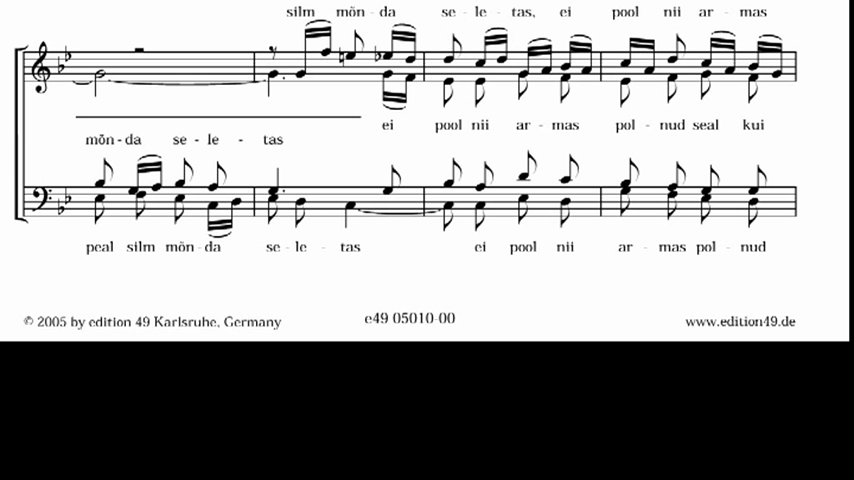 silm mõn - da se - le - tas, ei pool nii ar - mas
ei pool nii ar - mas pol - nud seal kui
mõn - da se - le - tas
peal silm mõn - da se - le - tas ei pool nii ar - mas pol - nud
© 2005 by edition 49 Karlsruhe, Germany
e49 05010-00
www.edition49.de